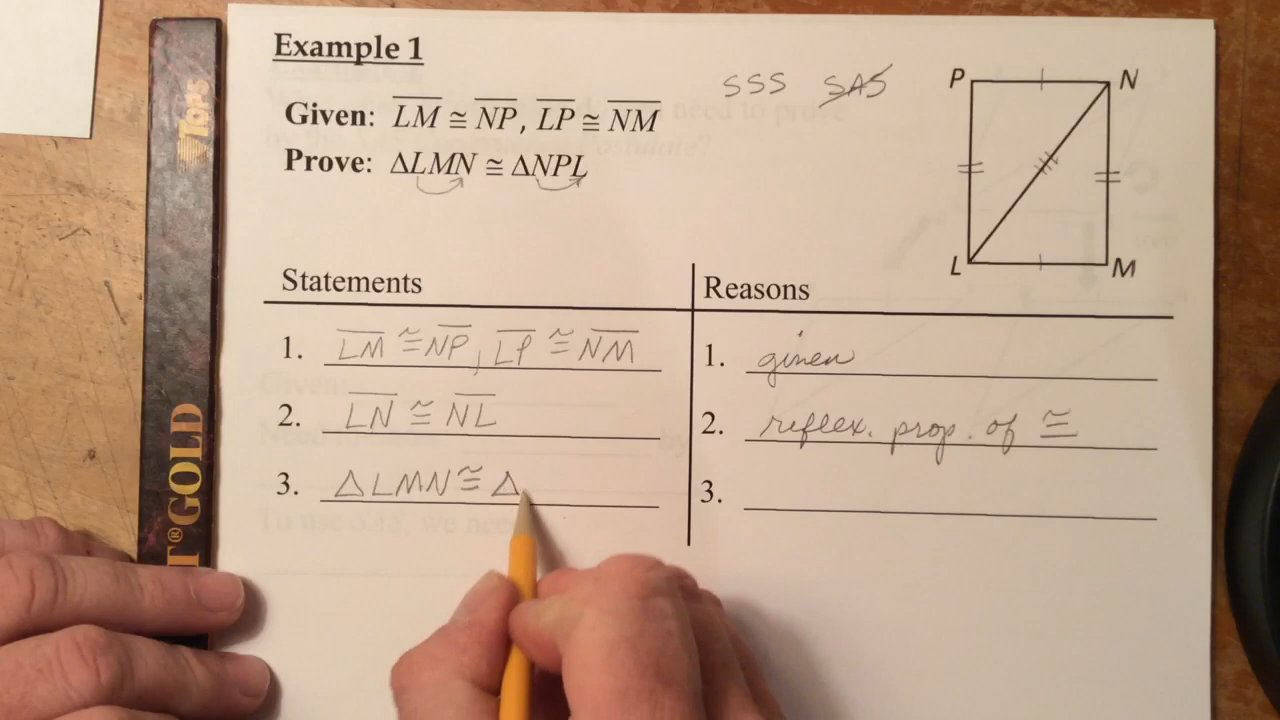 Example 1
SSS SAS
Given: LM ≅ NP, LP ≅ NM
Prove: ΔLMN ≅ ΔNPL
P N
L M
Statements Reasons
1. LM ≅ NP, LP ≅ NM 1. given
2. LN ≅ NL 2. reflex. prop. of ≅
3. ΔLMN ≅ Δ 3.
Tops
T®GOLD